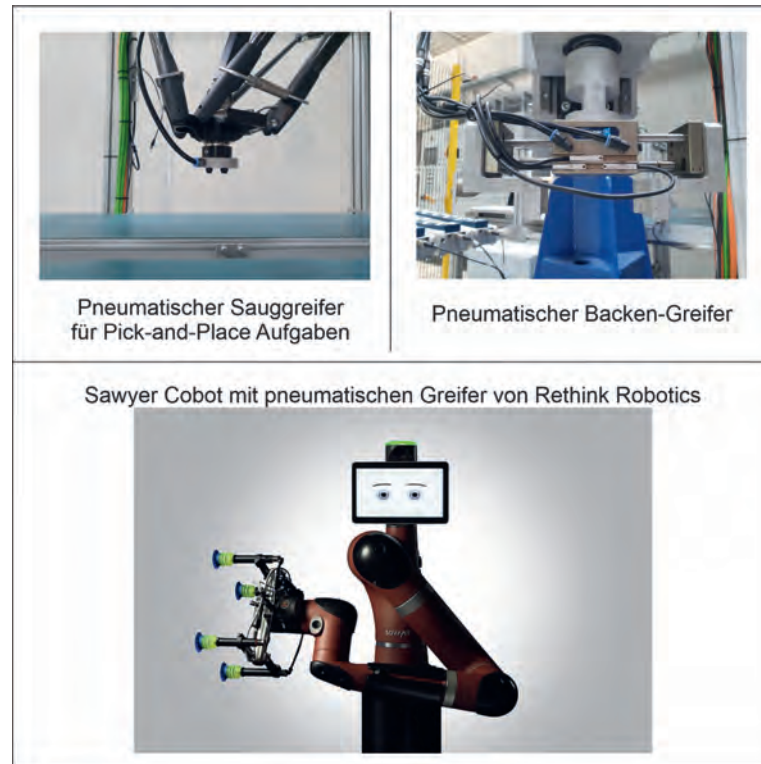 Pneumatischer Sauggreifer
für Pick-and-Place Aufgaben
Pneumatischer Backen-Greifer
Sawyer Cobot mit pneumatischen Greifer von Rethink Robotics